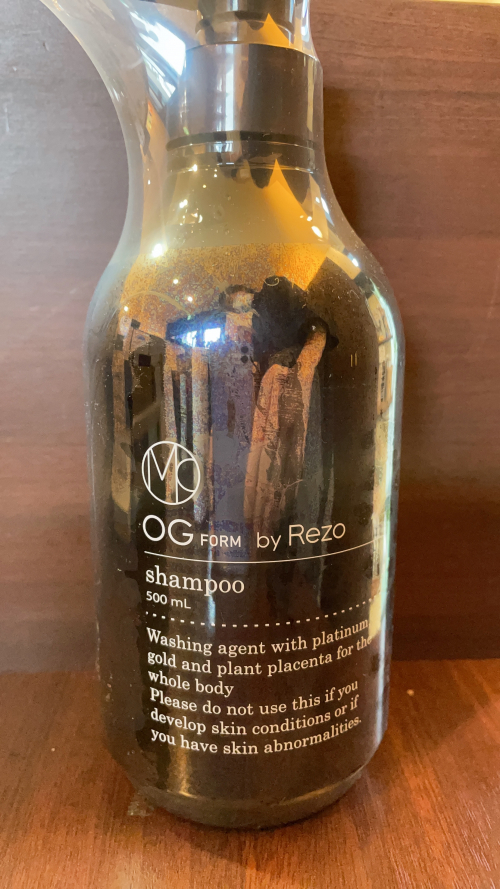 MO
OG FORM by Rezo
shampoo
500 mL
Washing agent with platinum
gold and plant placenta for the
whole body
Please do not use this if you
develop skin conditions or if
you have skin abnormalities.